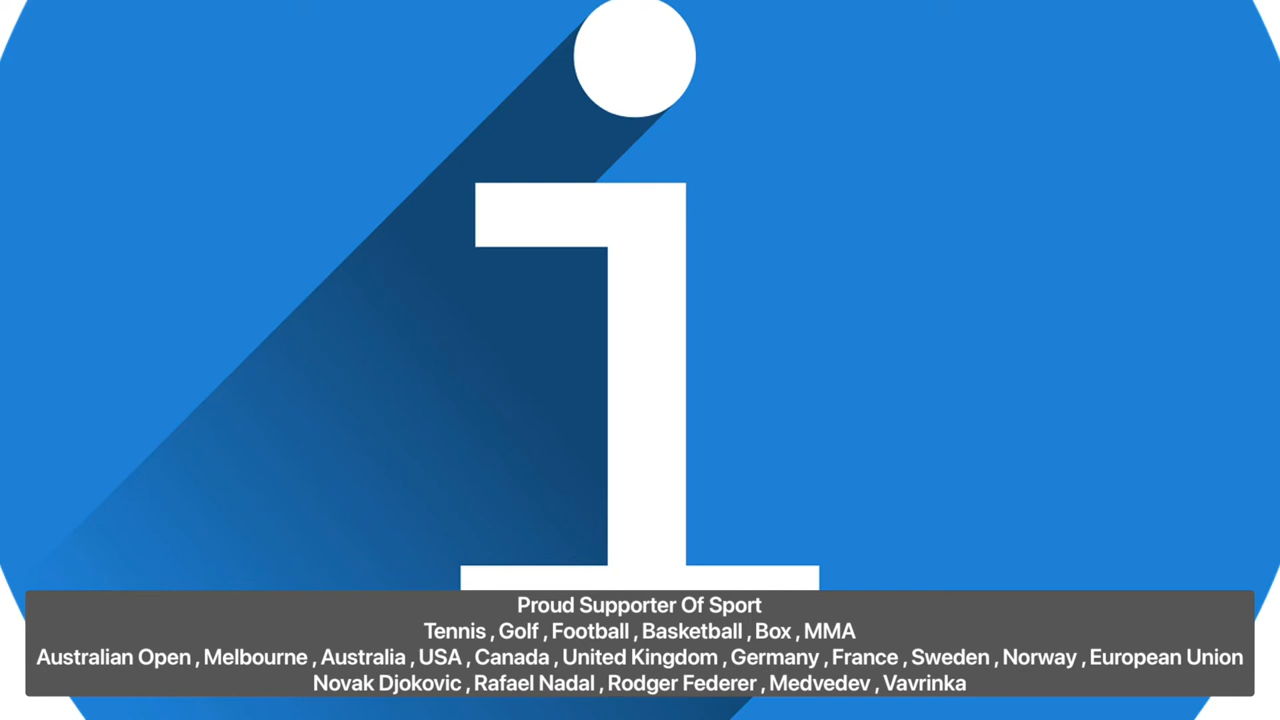 i
Proud Supporter Of Sport
Tennis , Golf , Football , Basketball , Box , MMA
Australian Open , Melbourne , Australia , USA , Canada , United Kingdom , Germany , France , Sweden , Norway , European Union
Novak Djokovic , Rafael Nadal , Rodger Federer , Medvedev , Vavrinka